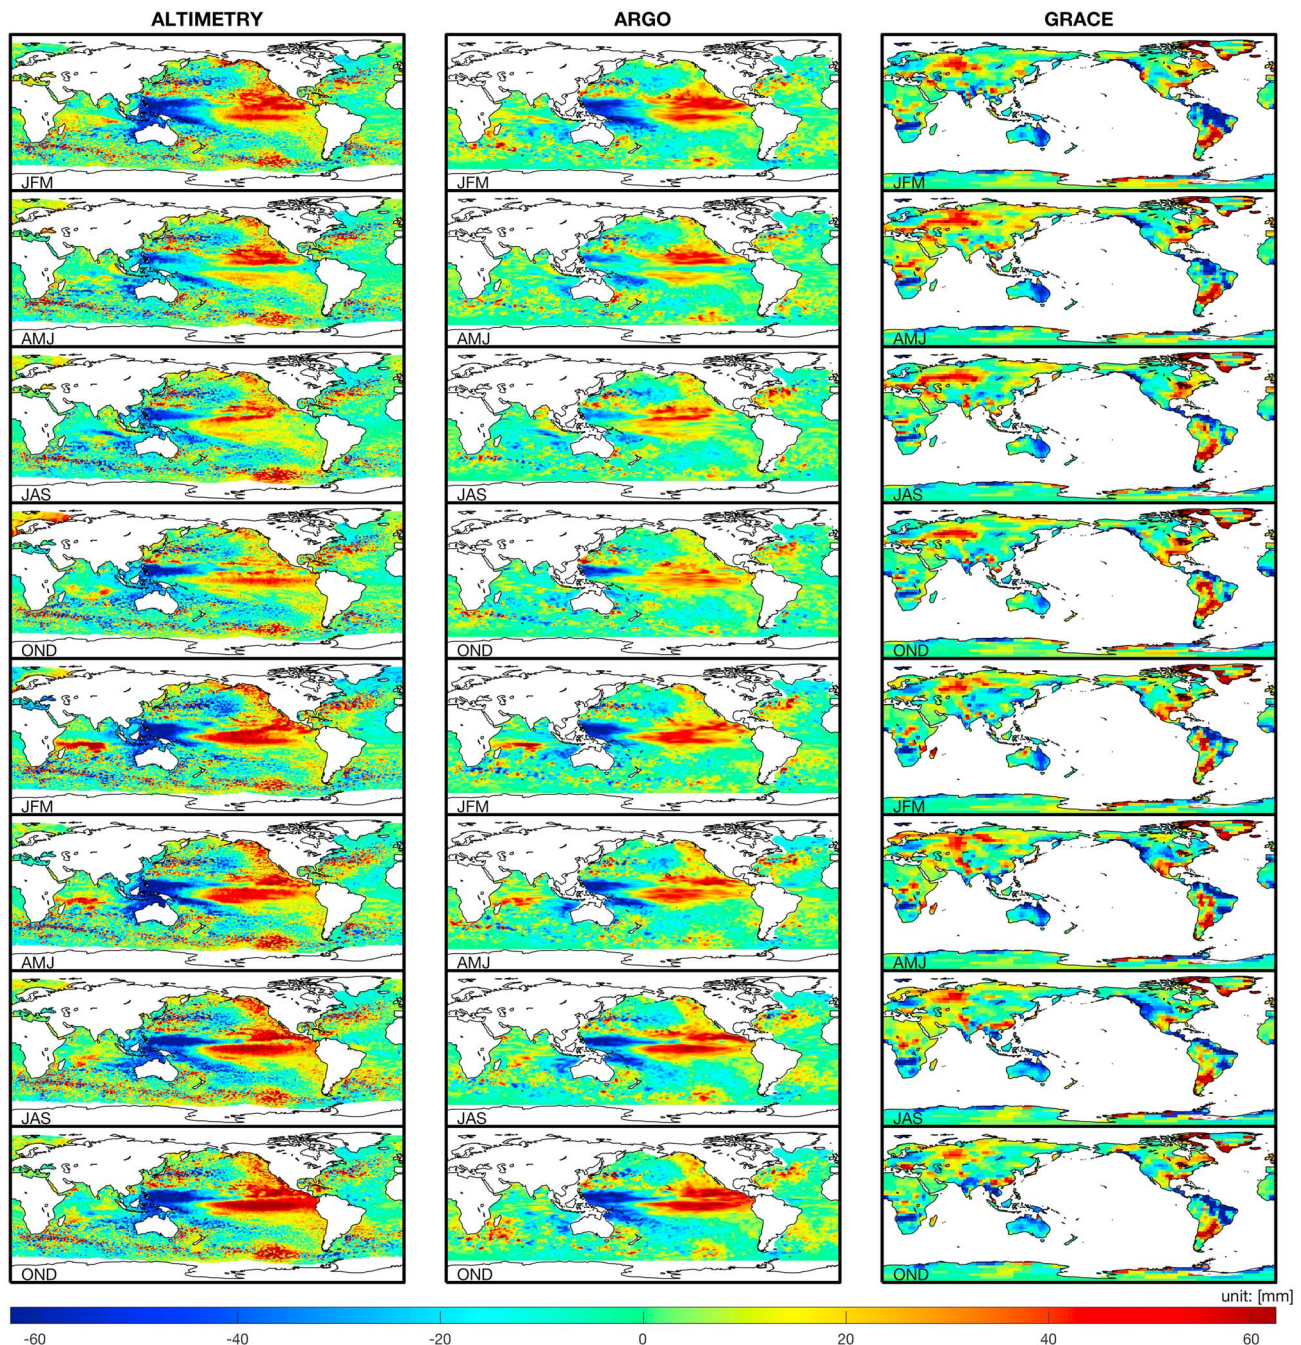 ALTIMETRY ARGO GRACE
JFM JFM JFM
AMJ AMJ AMJ
JAS JAS JAS
OND OND OND
JFM JFM JFM
AMJ AMJ AMJ
JAS JAS JAS
OND OND OND
unit: [mm]
-60 -40 -20 0 20 40 60